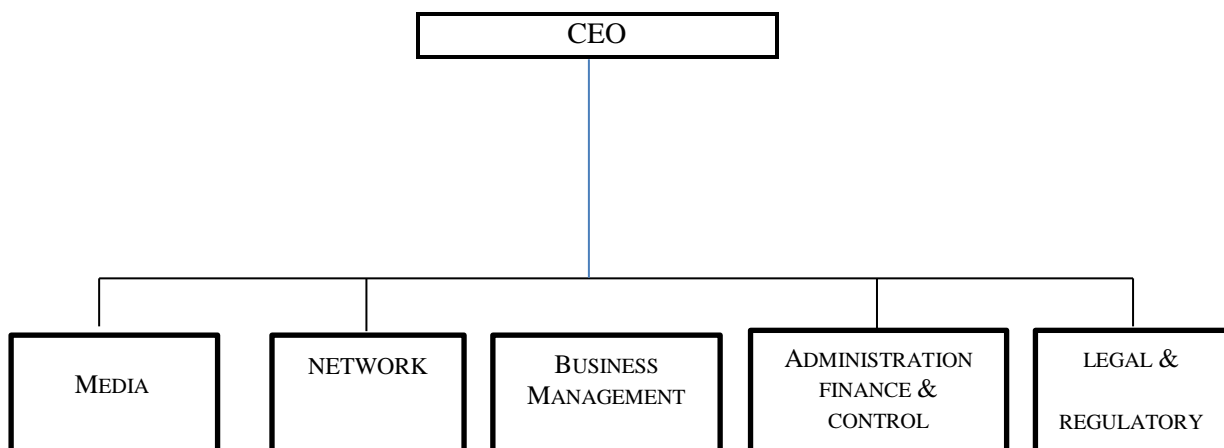 CEO
MEDIA
NETWORK
BUSINESS
MANAGEMENT
ADMINISTRATION
FINANCE &
CONTROL
LEGAL &
REGULATORY